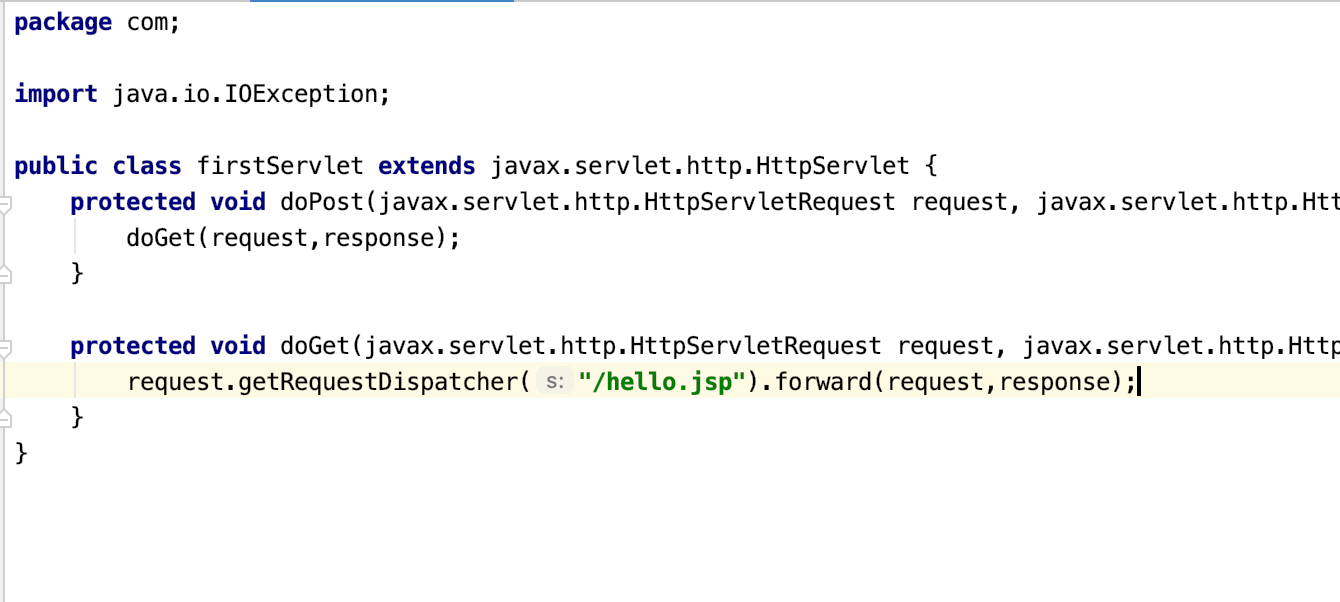 package com;
import java.io.IOException;
public class firstServlet extends javax.servlet.http.HttpServlet {
protected void doPost(javax.servlet.http.HttpServletRequest request, javax.servlet.http.Htt
doGet(request,response);
}
protected void doGet(javax.servlet.http.HttpServletRequest request, javax.servlet.http.Http
request.getRequestDispatcher( s: "/hello.jsp").forward(request,response);
}
}